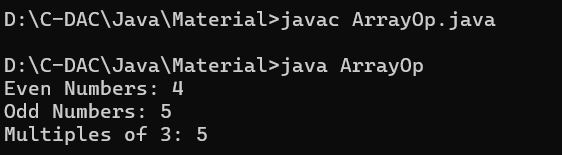 D:\C-DAC\Java\Material>javac ArrayOp.java
D:\C-DAC\Java\Material>java ArrayOp
Even Numbers: 4
Odd Numbers: 5
Multiples of 3: 5